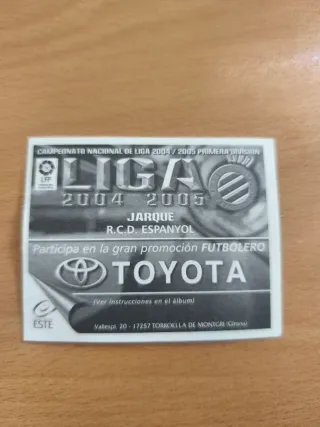 CAMPEONATO NACIONAL DE LIGA 2004 / 2005 PRIMERA DIVISIÓN
LFP
LIGA
2004 2005
JARQUE
R.C.D. ESPANYOL
Participa en la gran promoción FUTBOLERO
TOYOTA
(Ver instrucciones en el álbum)
ESTE
Vallespí, 20 - 17257 TORROELLA DE MONTGRÍ (Girona)